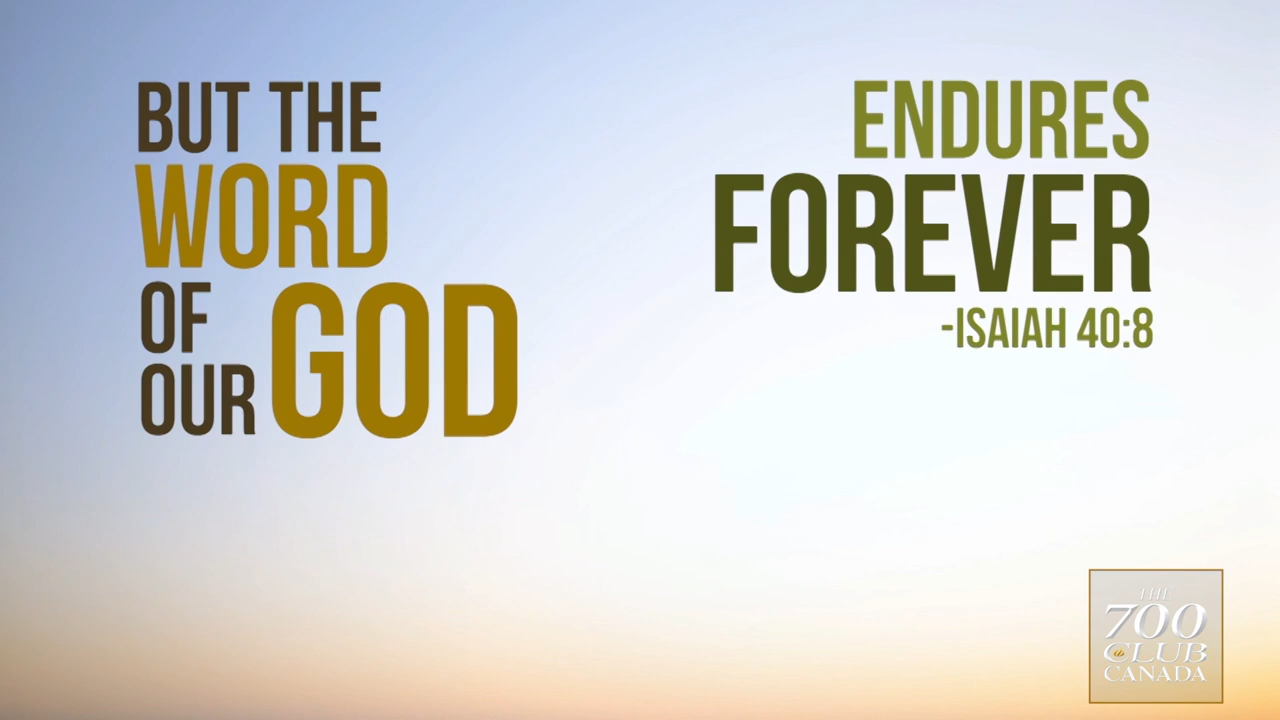 BUT THE
WORD
OF
OUR GOD
ENDURES
FOREVER
-ISAIAH 40:8
THE
700
CLUB
CANADA